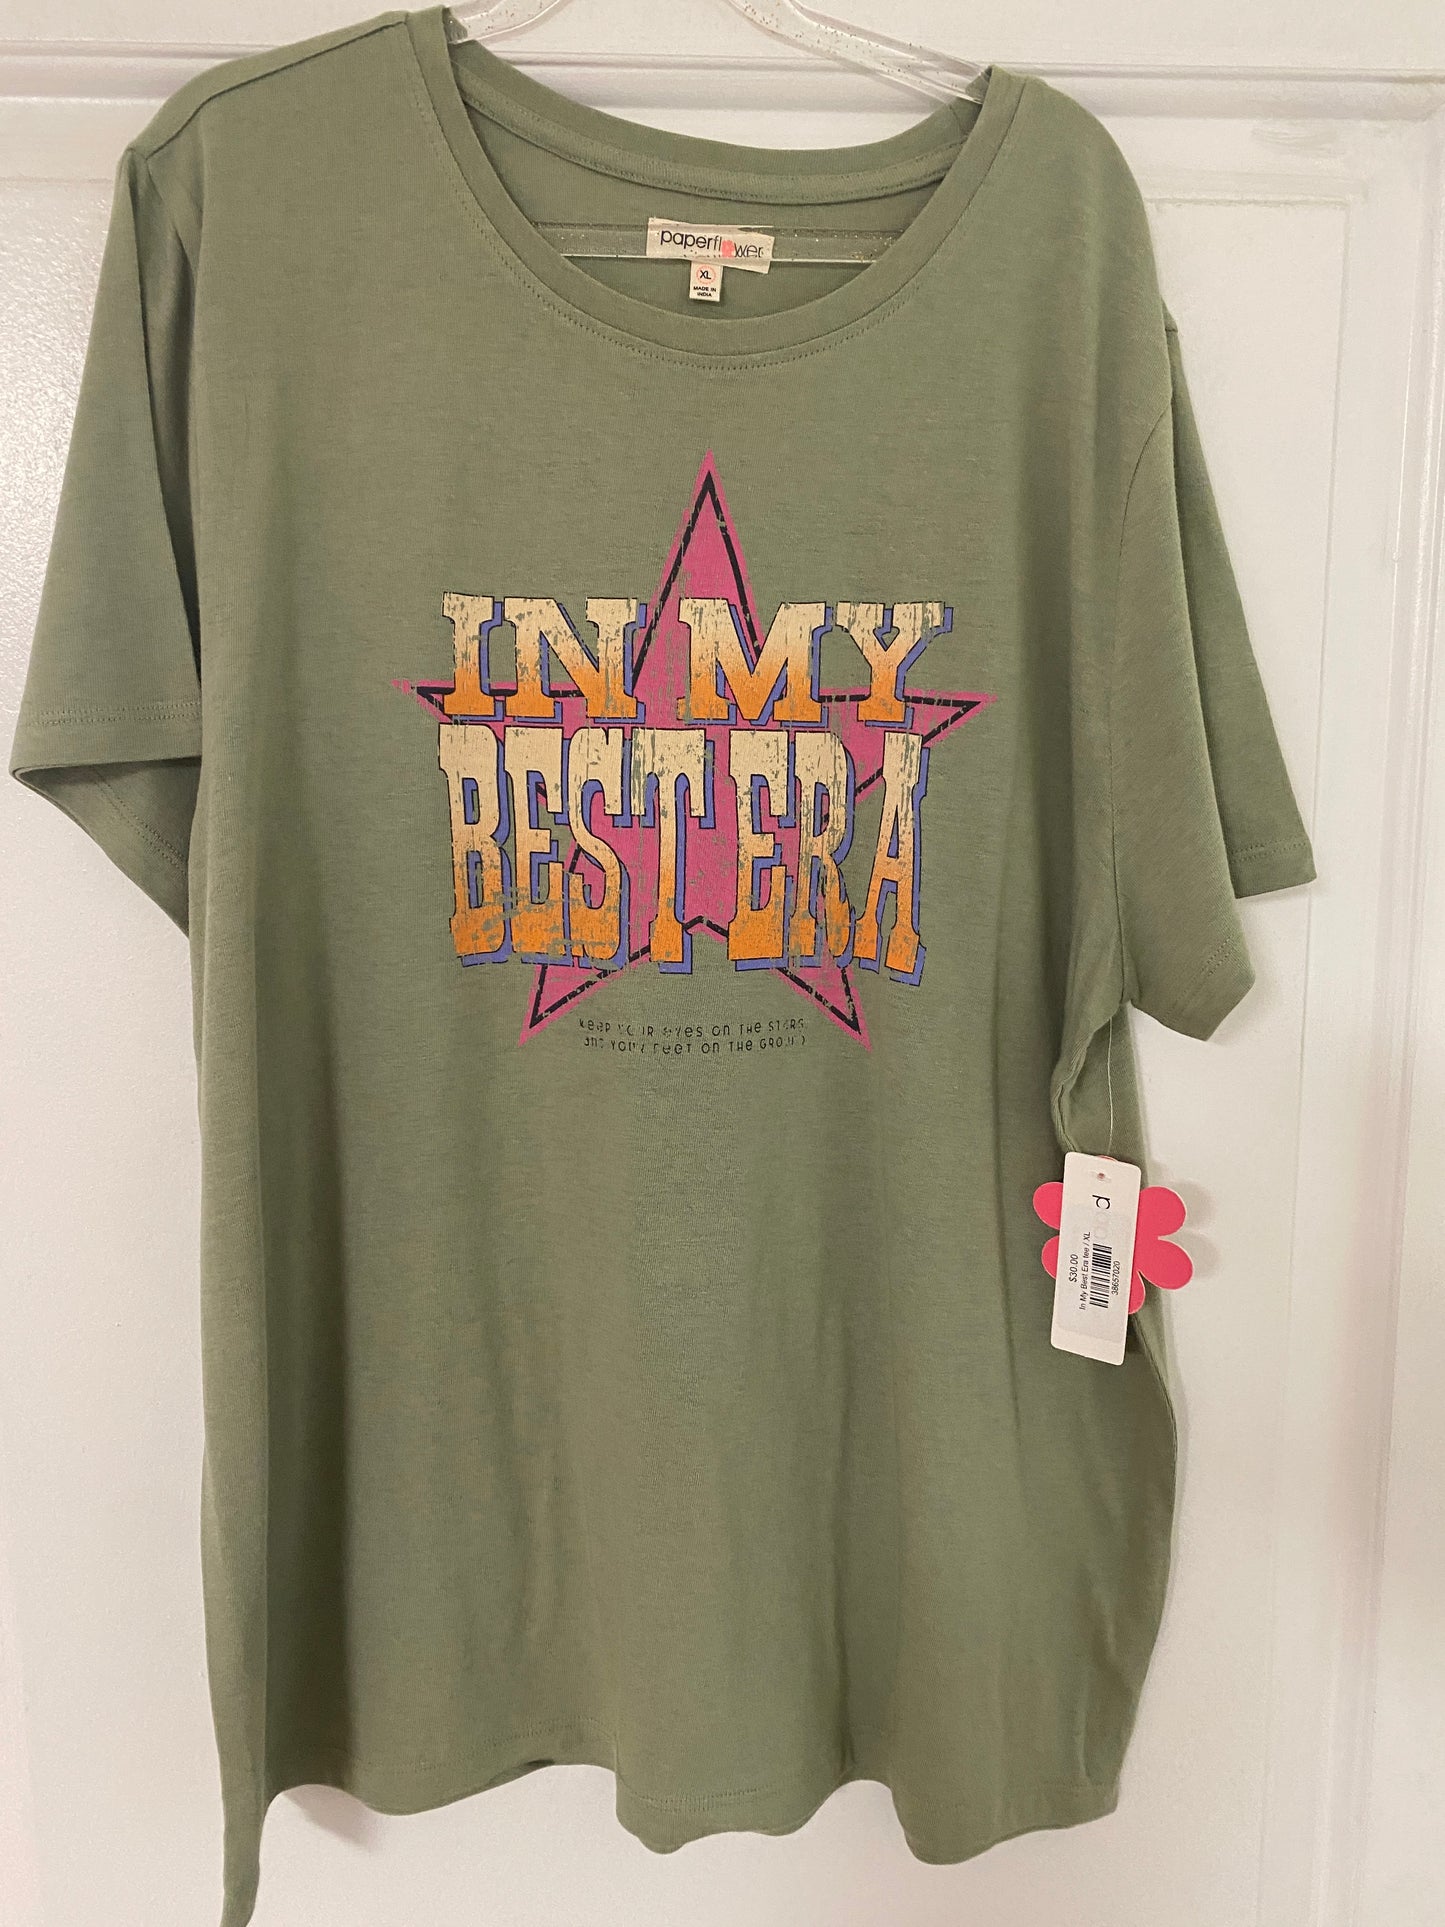 paperflower
XL
MADE IN
INDIA
IN MY
BEST ERA
KEEP YOUR EYES ON THE STARS
AND YOUR FEET ON THE GROUND
$30.00
In My Best Era tee / XL
38657020